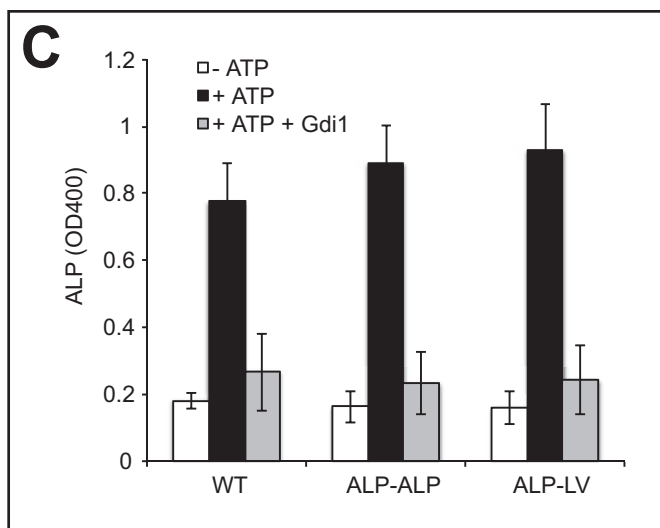 C
1.2
1
0.8
0.6
0.4
0.2
0
ALP (OD400)
- ATP
+ ATP
+ ATP + Gdi1
WT ALP-ALP ALP-LV